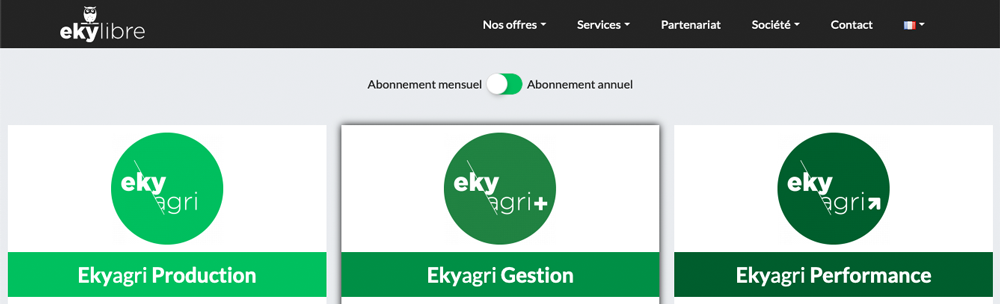 ekylibre
Nos offres Services Partenariat Société Contact
Abonnement mensuel Abonnement annuel
eky agri
eky agri+
eky agri
Ekyagri Production
Ekyagri Gestion
Ekyagri Performance